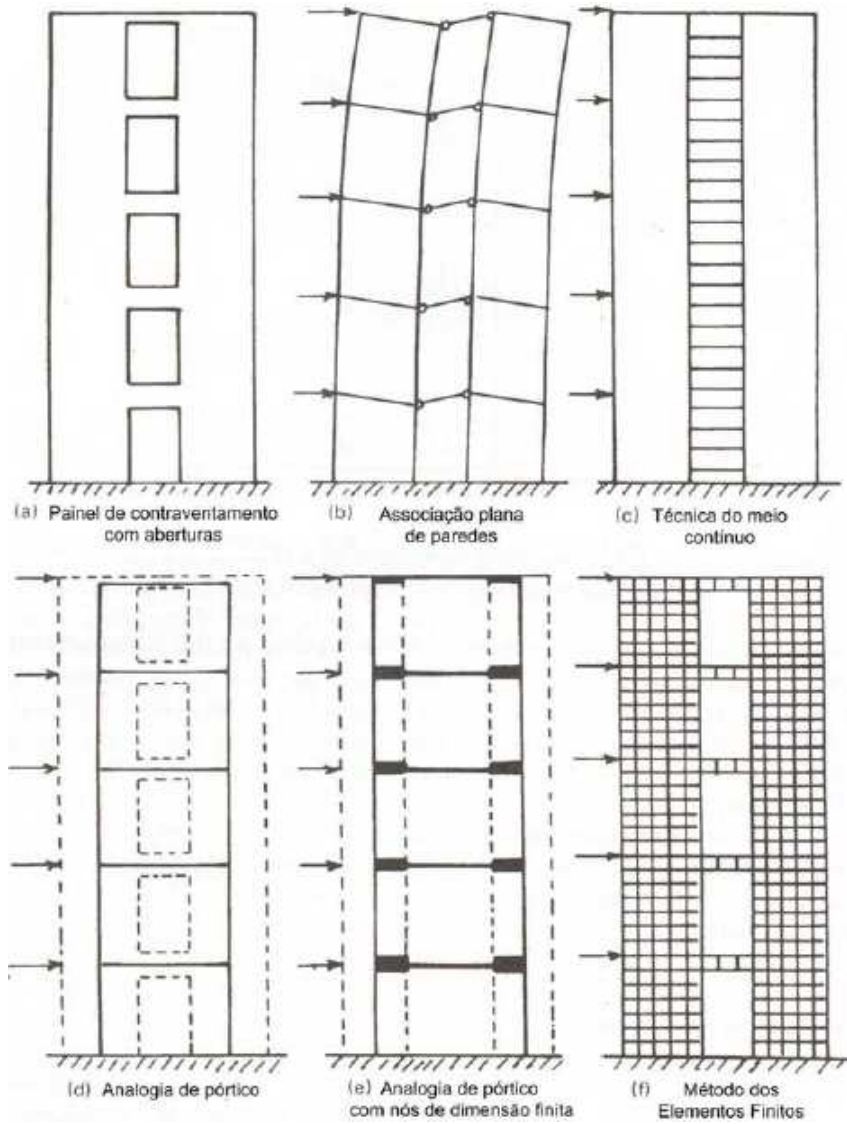 (a) Painel de contraventamento
com aberturas
(b) Associação plana
de paredes
(c) Técnica do meio
contínuo
(d) Analogia de pórtico
(e) Analogia de pórtico
com nós de dimensão finita
(f) Método dos
Elementos Finitos